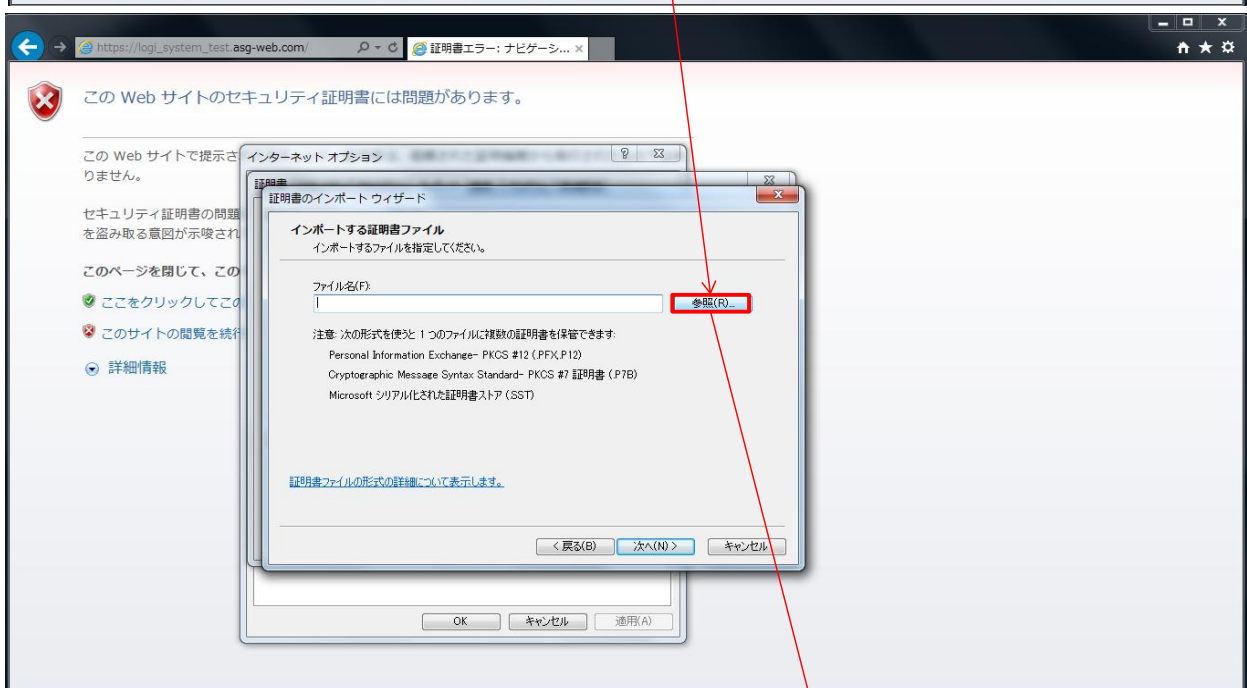 https://logi_system_test.asg-web.com/
証明書エラー: ナビゲーシ... ×
この Web サイトのセキュリティ証明書には問題があります。
この Web サイトで提示さ
りません。
セキュリティ証明書の問題
を盗み取る意図が示唆され
このページを閉じて、この
ここをクリックしてこの
このサイトの閲覧を続行
詳細情報
インターネット オプション
証明書
証明書のインポート ウィザード
インポートする証明書ファイル
インポートするファイルを指定してください。
ファイル名(F):
参照(R)...
注意: 次の形式を使うと 1 つのファイルに複数の証明書を保管できます:
Personal Information Exchange- PKCS #12 (.PFX,.P12)
Cryptographic Message Syntax Standard- PKCS #7 証明書 (.P7B)
Microsoft シリアル化された証明書ストア (.SST)
証明書ファイルの形式の詳細について表示します。
< 戻る(B) 次へ(N) > キャンセル
OK キャンセル 適用(A)